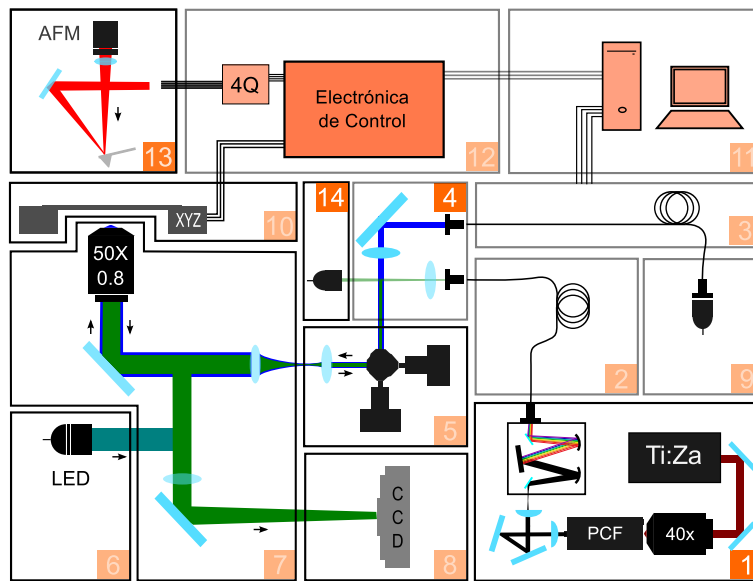 AFM
13
4Q
Electrónica
de Control
12
11
XYZ
10
14
4
3
50X
0.8
2
9
5
LED
6
7
C
C
D
8
Ti:Za
PCF
40x
1